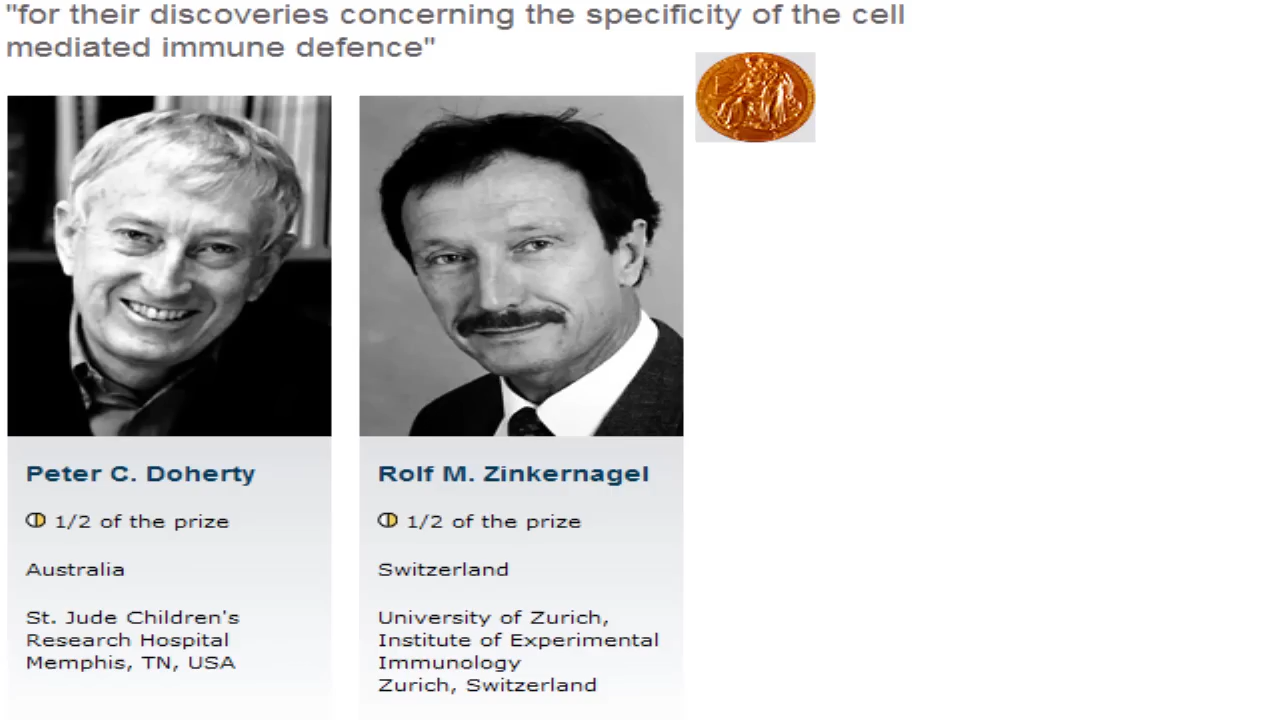 "for their discoveries concerning the specificity of the cell
mediated immune defence"
Peter C. Doherty
1/2 of the prize
Australia
St. Jude Children's
Research Hospital
Memphis, TN, USA
Rolf M. Zinkernagel
1/2 of the prize
Switzerland
University of Zurich,
Institute of Experimental
Immunology
Zurich, Switzerland